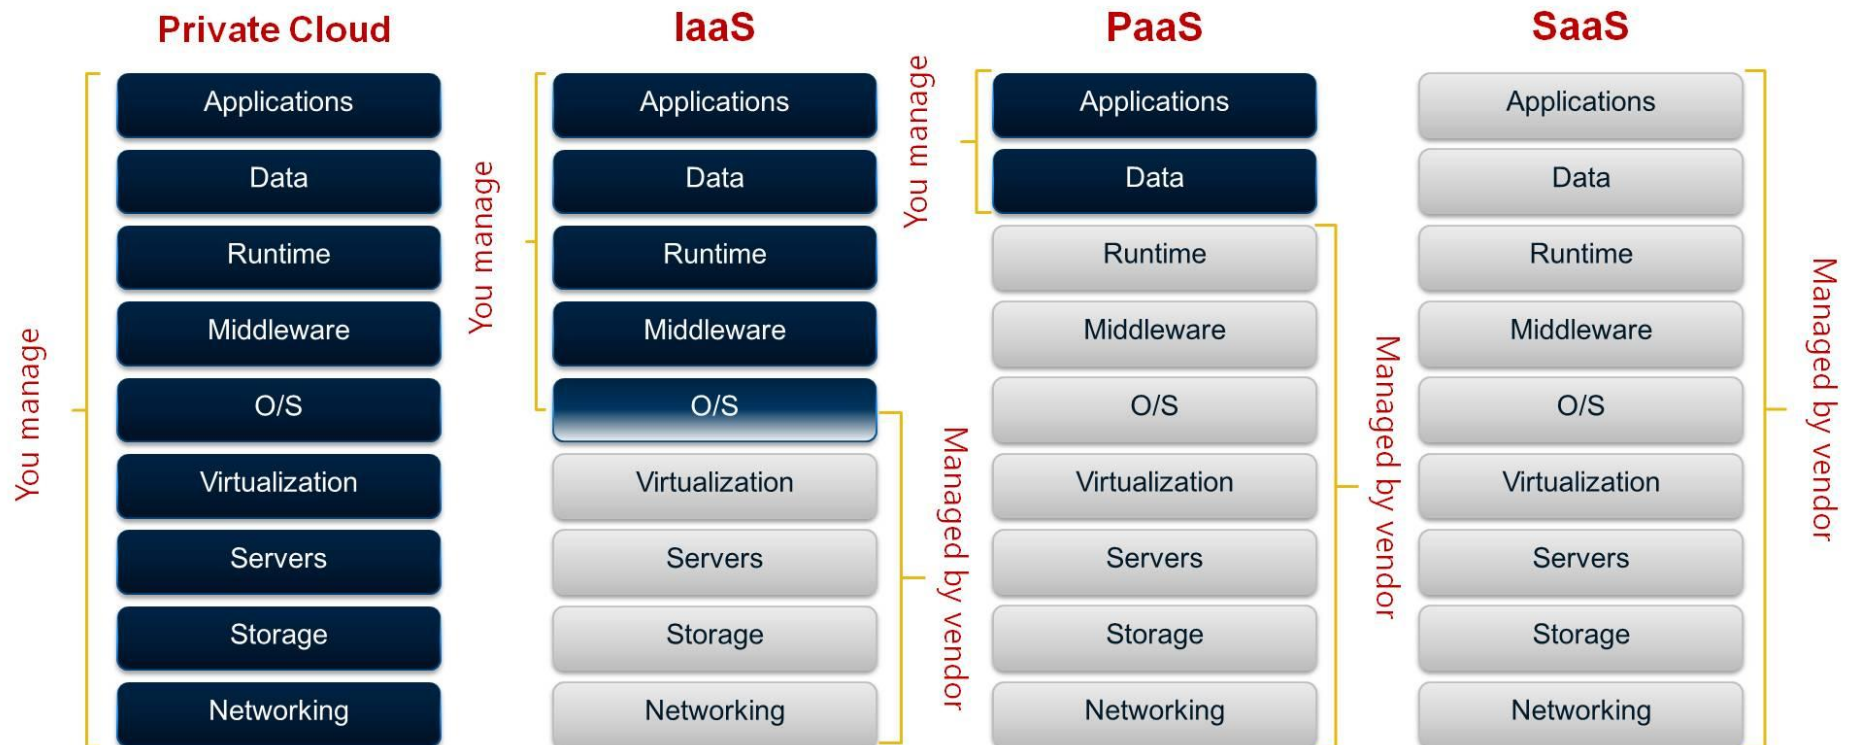 Private Cloud
You manage
Applications
Data
Runtime
Middleware
O/S
Virtualization
Servers
Storage
Networking
IaaS
You manage
Applications
Data
Runtime
Middleware
O/S
Virtualization
Servers
Storage
Networking
Managed by vendor
PaaS
You manage
Applications
Data
Runtime
Middleware
O/S
Virtualization
Servers
Storage
Networking
Managed by vendor
SaaS
Applications
Data
Runtime
Middleware
O/S
Virtualization
Servers
Storage
Networking
Managed by vendor